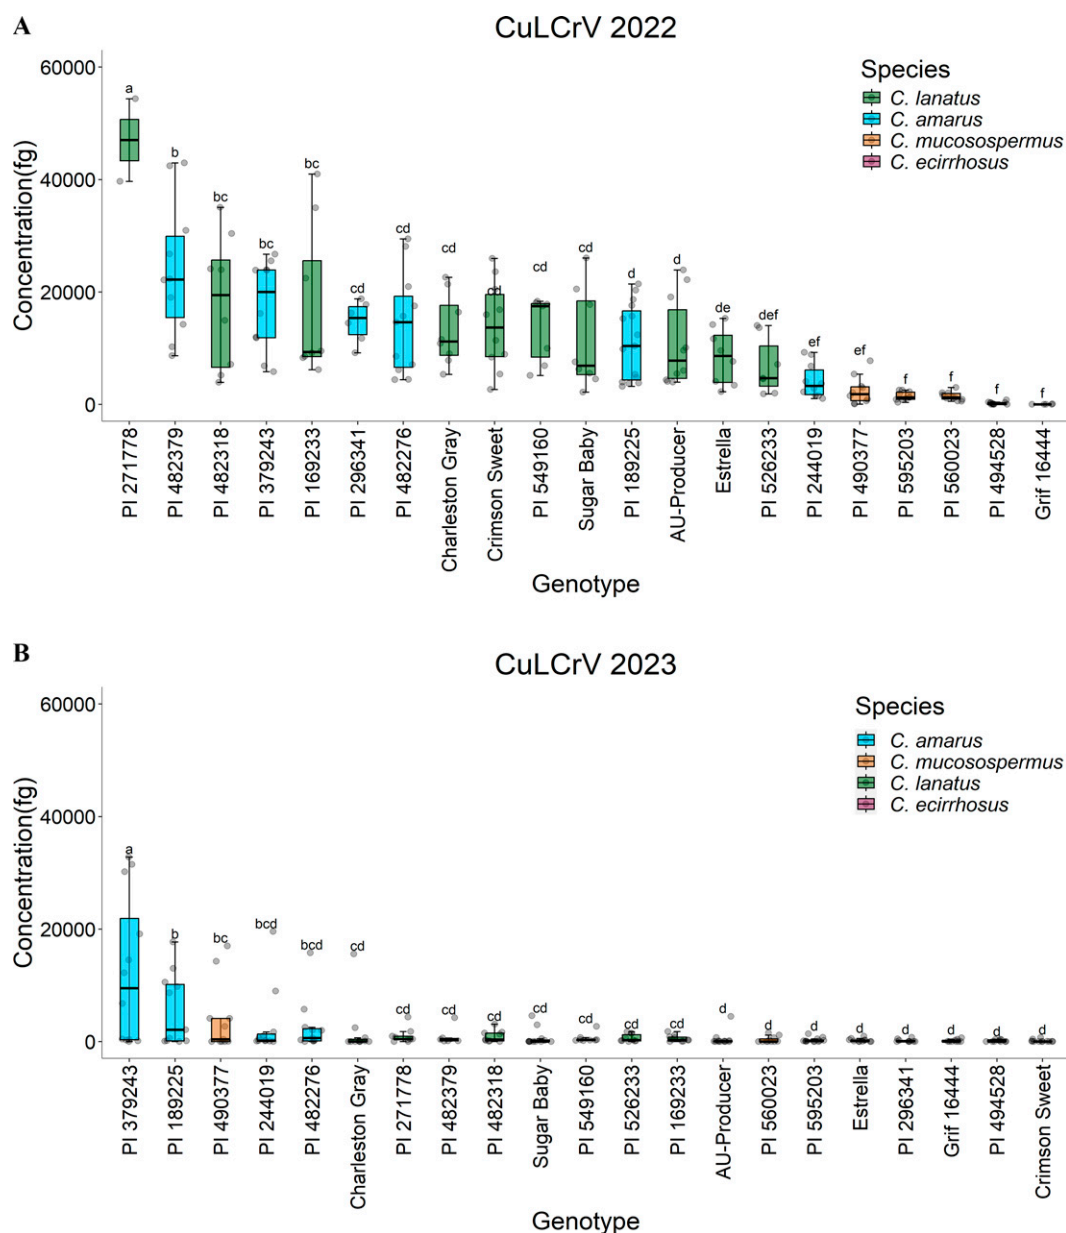 A
CuLCrV 2022
Concentration(fg)
60000
40000
20000
0
Species
C. lanatus
C. amarus
C. mucosospermus
C. ecirrhosus
a
b
bc
bc
bc
cd
cd
cd
cd
cd
cd
d
d
de
def
ef
ef
f
f
f
f
PI 271778
PI 482379
PI 482318
PI 379243
PI 169233
PI 296341
PI 482276
Charleston Gray
Crimson Sweet
PI 549160
Sugar Baby
PI 189225
AU-Producer
Estrella
PI 526233
PI 244019
PI 490377
PI 595203
PI 560023
PI 494528
Grif 16444
Genotype
B
CuLCrV 2023
Concentration(fg)
60000
40000
20000
0
Species
C. amarus
C. mucosospermus
C. lanatus
C. ecirrhosus
a
b
bc
bcd
bcd
cd
cd
cd
cd
cd
cd
cd
cd
d
d
d
d
d
d
d
d
PI 379243
PI 189225
PI 490377
PI 244019
PI 482276
Charleston Gray
PI 271778
PI 482379
PI 482318
Sugar Baby
PI 549160
PI 526233
PI 169233
AU-Producer
PI 560023
PI 595203
Estrella
PI 296341
Grif 16444
PI 494528
Crimson Sweet
Genotype